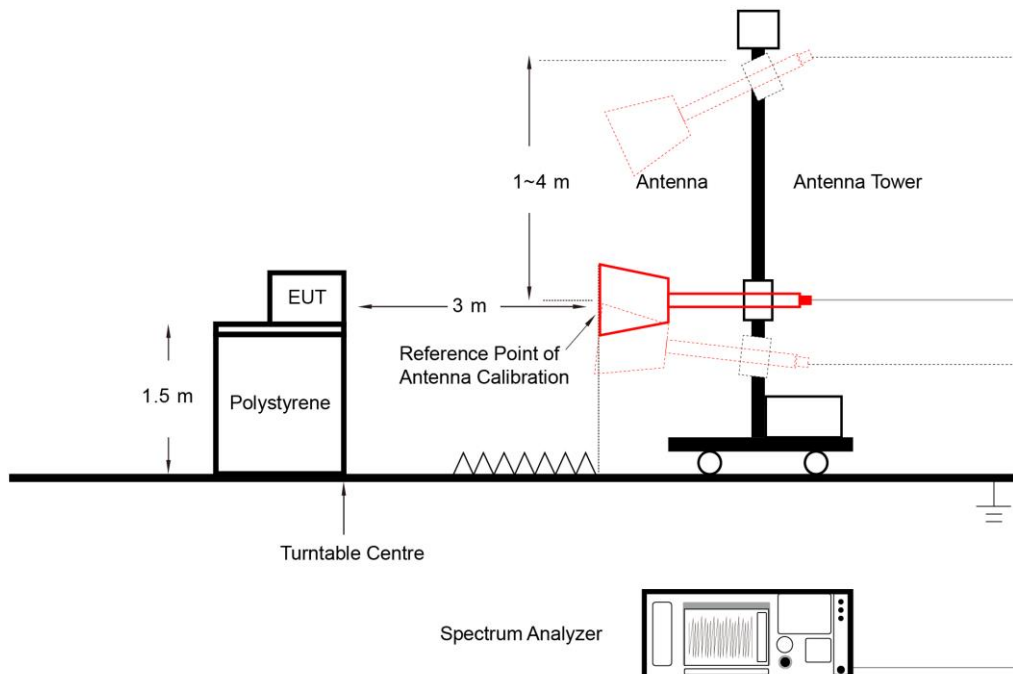 1~4 m
Antenna
Antenna Tower
EUT
3 m
Reference Point of
Antenna Calibration
1.5 m
Polystyrene
Turntable Centre
Spectrum Analyzer